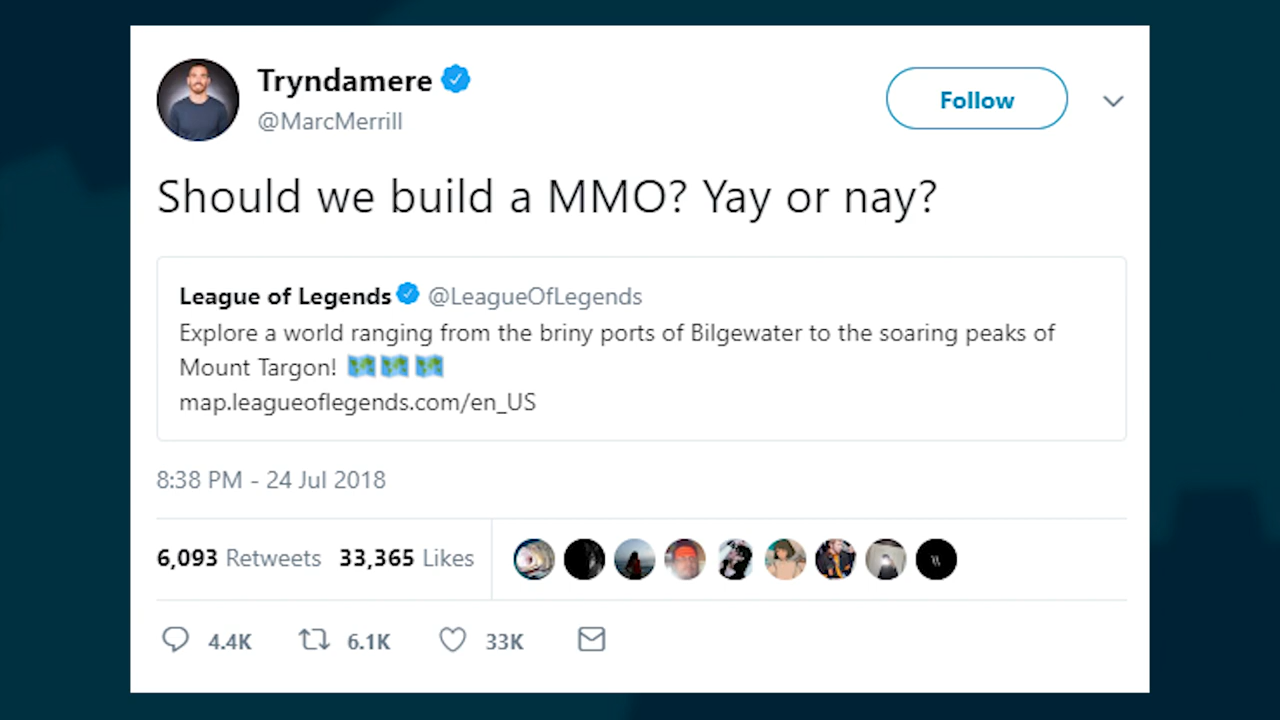 Tryndamere
@MarcMerrill
Follow
Should we build a MMO? Yay or nay?
League of Legends @LeagueOfLegends
Explore a world ranging from the briny ports of Bilgewater to the soaring peaks of
Mount Targon! 🗺️🗺️🗺️
map.leagueoflegends.com/en_US
8:38 PM - 24 Jul 2018
6,093 Retweets 33,365 Likes
4.4K 6.1K 33K